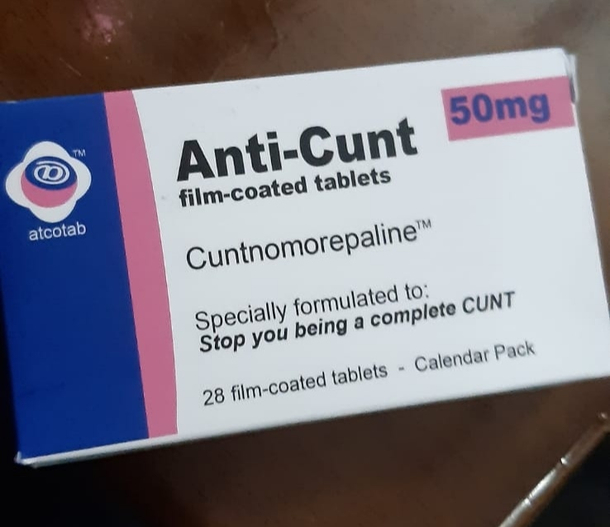 50mg
Anti-Cunt
film-coated tablets
TM
atcotab
Cuntnomorepaline™
Specially formulated to:
Stop you being a complete CUNT
28 film-coated tablets - Calendar Pack